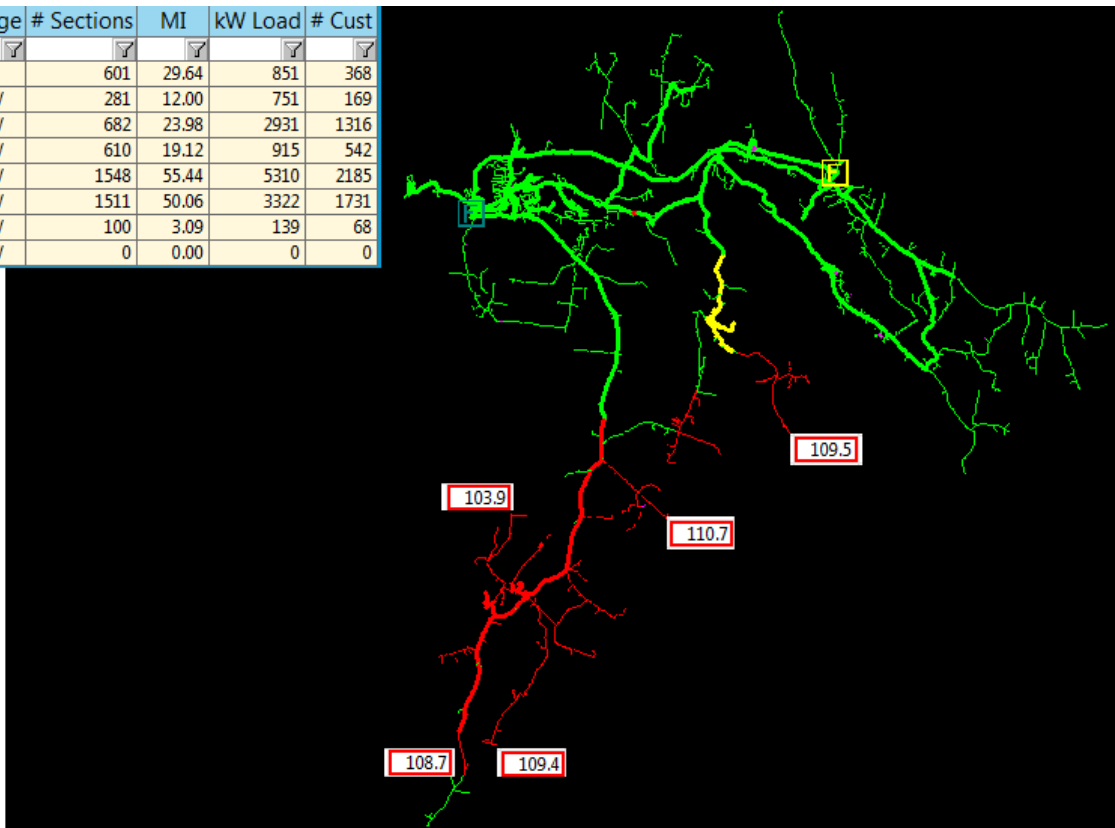 ge # Sections MI kW Load # Cust
601 29.64 851 368
281 12.00 751 169
682 23.98 2931 1316
610 19.12 915 542
1548 55.44 5310 2185
1511 50.06 3322 1731
100 3.09 139 68
0 0.00 0 0
F
109.5
103.9
110.7
108.7
109.4